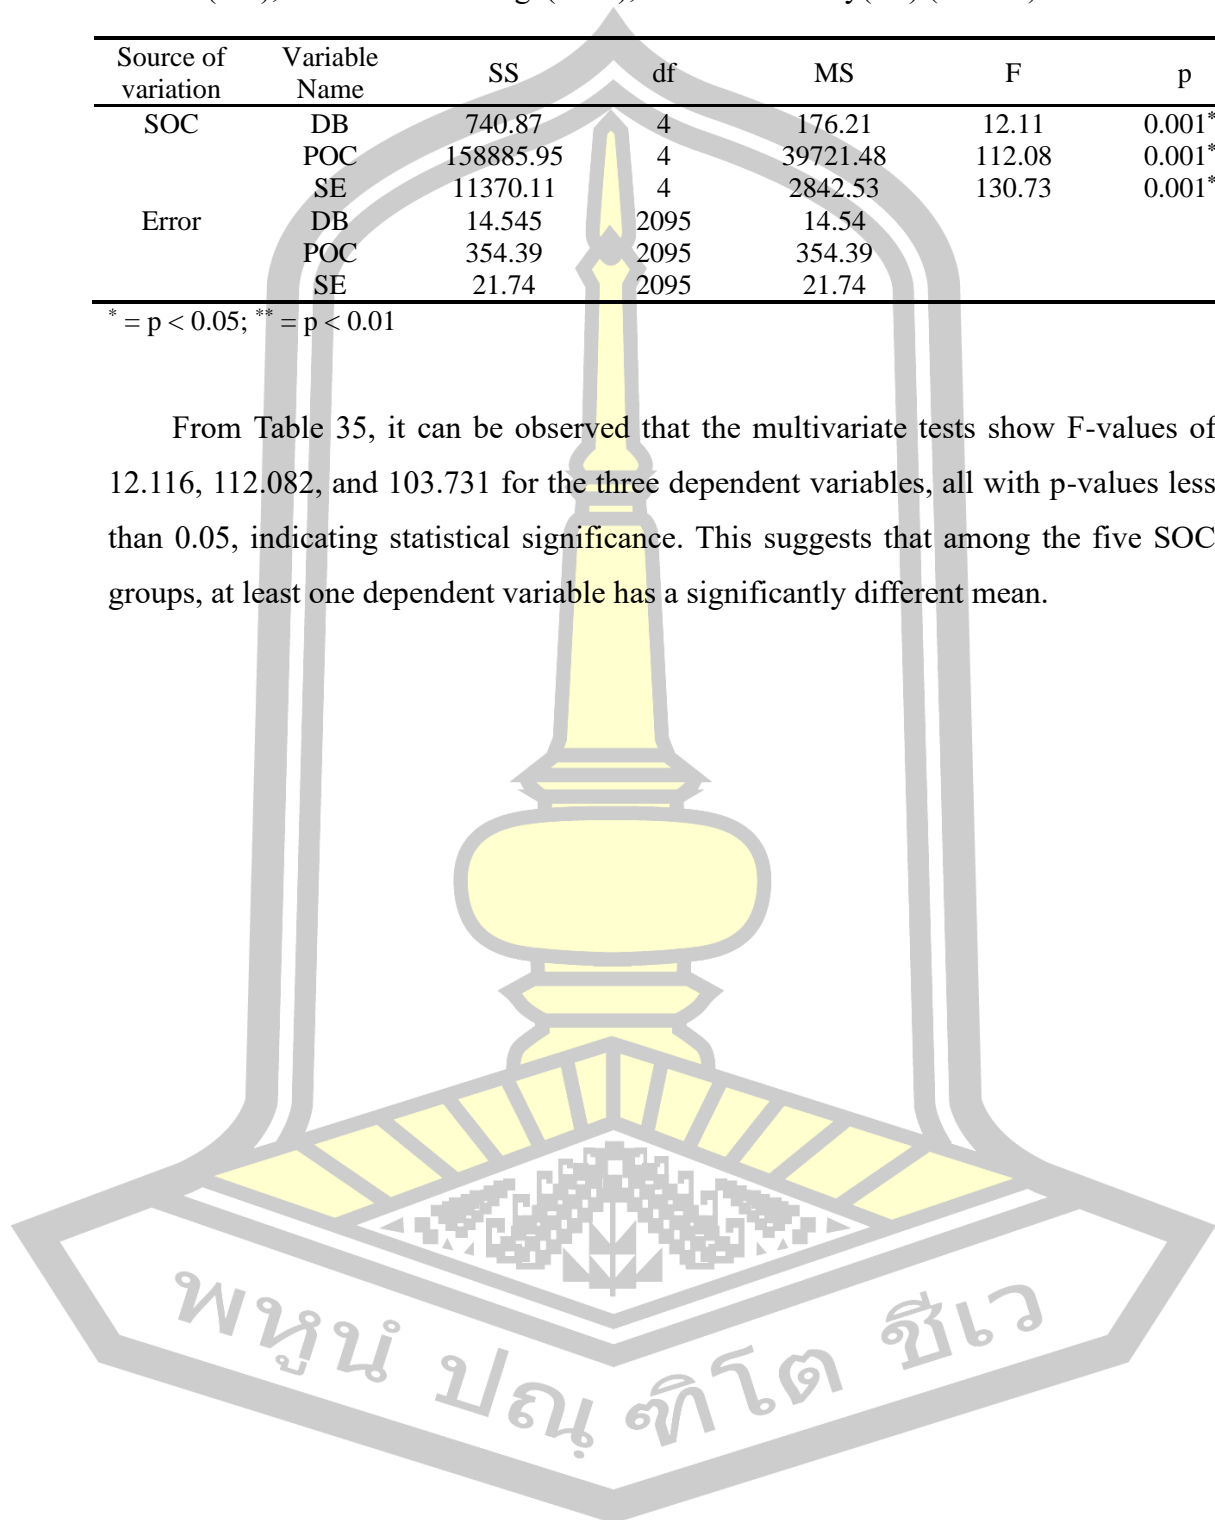 Source of variation Variable Name SS df MS F p
SOC DB 740.87 4 176.21 12.11 0.001*
POC 158885.95 4 39721.48 112.08 0.001*
SE 11370.11 4 2842.53 130.73 0.001*
Error DB 14.545 2095 14.54
POC 354.39 2095 354.39
SE 21.74 2095 21.74
* = p < 0.05; ** = p < 0.01
From Table 35, it can be observed that the multivariate tests show F-values of
12.116, 112.082, and 103.731 for the three dependent variables, all with p-values less
than 0.05, indicating statistical significance. This suggests that among the five SOC
groups, at least one dependent variable has a significantly different mean.
พหูนํ ปณฺฑิโต ชีเว